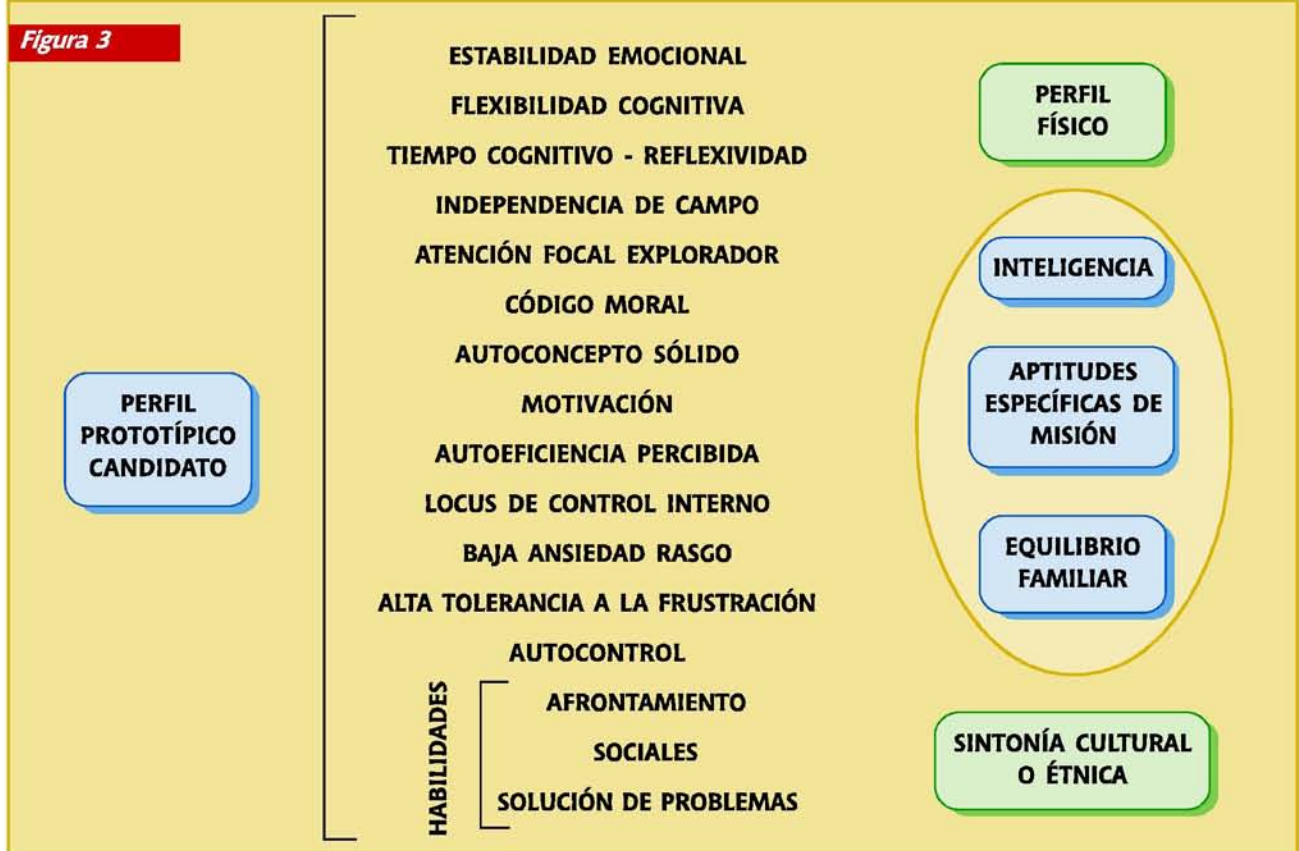 Figura 3
PERFIL
PROTOTÍPICO
CANDIDATO
ESTABILIDAD EMOCIONAL
FLEXIBILIDAD COGNITIVA
TIEMPO COGNITIVO - REFLEXIVIDAD
INDEPENDENCIA DE CAMPO
ATENCIÓN FOCAL EXPLORADOR
CÓDIGO MORAL
AUTOCONCEPTO SÓLIDO
MOTIVACIÓN
AUTOEFICIENCIA PERCIBIDA
LOCUS DE CONTROL INTERNO
BAJA ANSIEDAD RASGO
ALTA TOLERANCIA A LA FRUSTRACIÓN
AUTOCONTROL
HABILIDADES
AFRONTAMIENTO
SOCIALES
SOLUCIÓN DE PROBLEMAS
PERFIL
FÍSICO
INTELIGENCIA
APTITUDES
ESPECÍFICAS DE
MISIÓN
EQUILIBRIO
FAMILIAR
SINTONÍA CULTURAL
O ÉTNICA